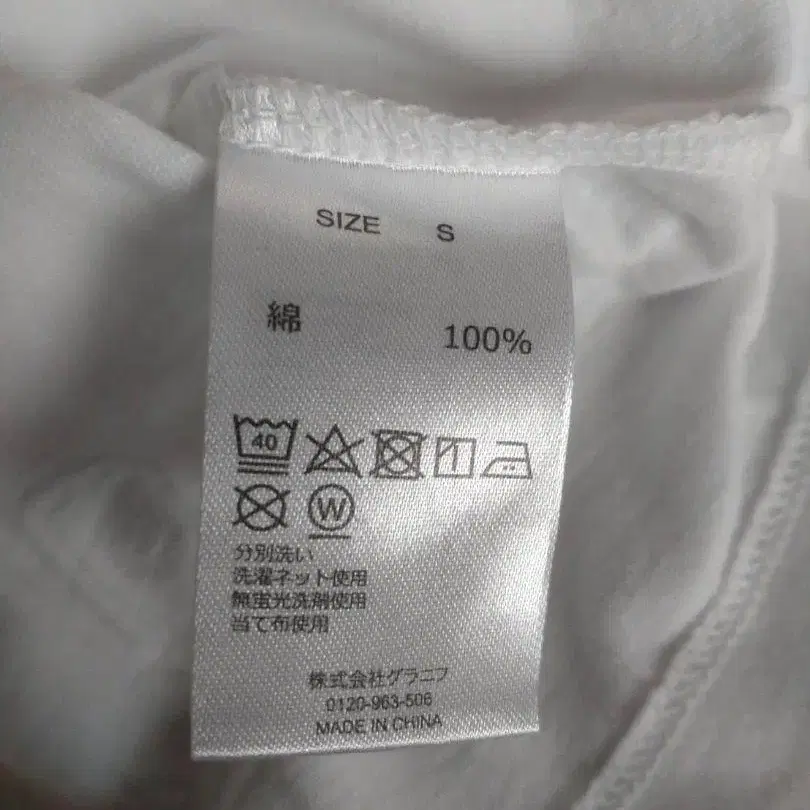 SIZE S
綿 100%
40
W
分別洗い
洗濯ネット使用
無蛍光洗剤使用
当て布使用
株式会社グラニフ
0120-963-506
MADE IN CHINA